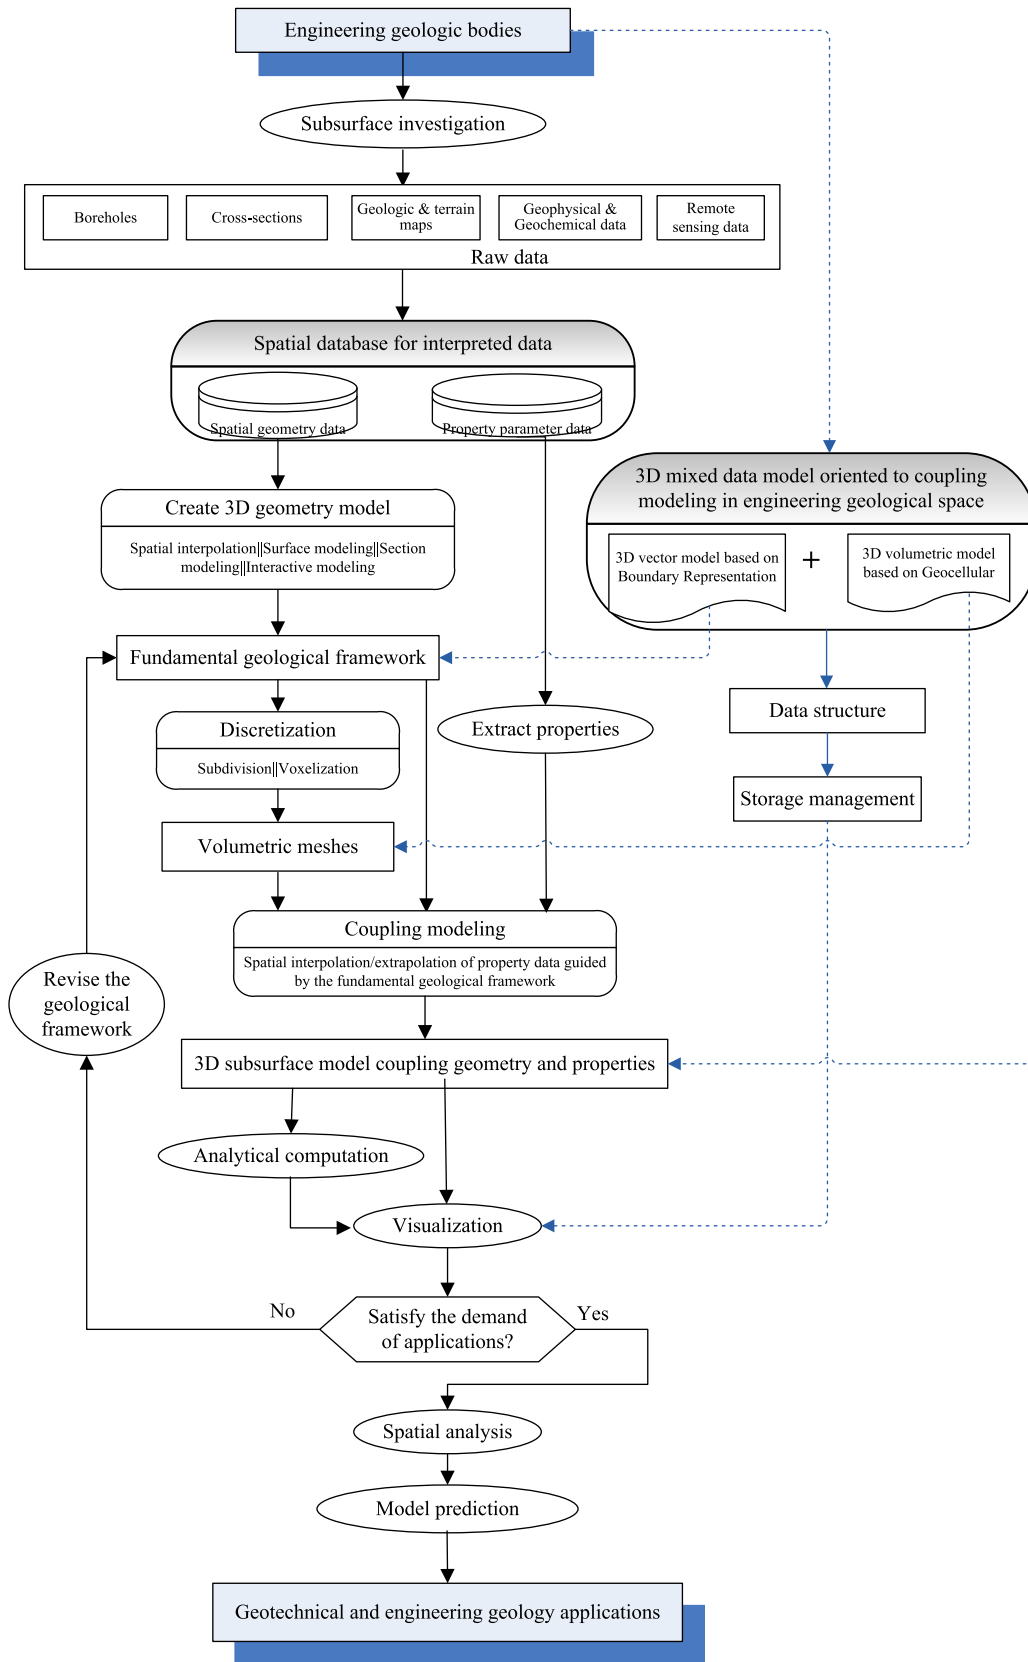 Engineering geologic bodies
Subsurface investigation
Boreholes
Cross-sections
Geologic & terrain
maps
Geophysical &
Geochemical data
Remote
sensing data
Raw data
Spatial database for interpreted data
Spatial geometry data
Property parameter data
3D mixed data model oriented to coupling
modeling in engineering geological space
3D vector model based on
Boundary Representation
+
3D volumetric model
based on Geocellular
Create 3D geometry model
Spatial interpolation||Surface modeling||Section
modeling||Interactive modeling
Fundamental geological framework
Discretization
Subdivision||Voxelization
Extract properties
Data structure
Storage management
Volumetric meshes
Coupling modeling
Spatial interpolation/extrapolation of property data guided
by the fundamental geological framework
Revise the
geological
framework
3D subsurface model coupling geometry and properties
Analytical computation
Visualization
No
Satisfy the demand
of applications?
Yes
Spatial analysis
Model prediction
Geotechnical and engineering geology applications